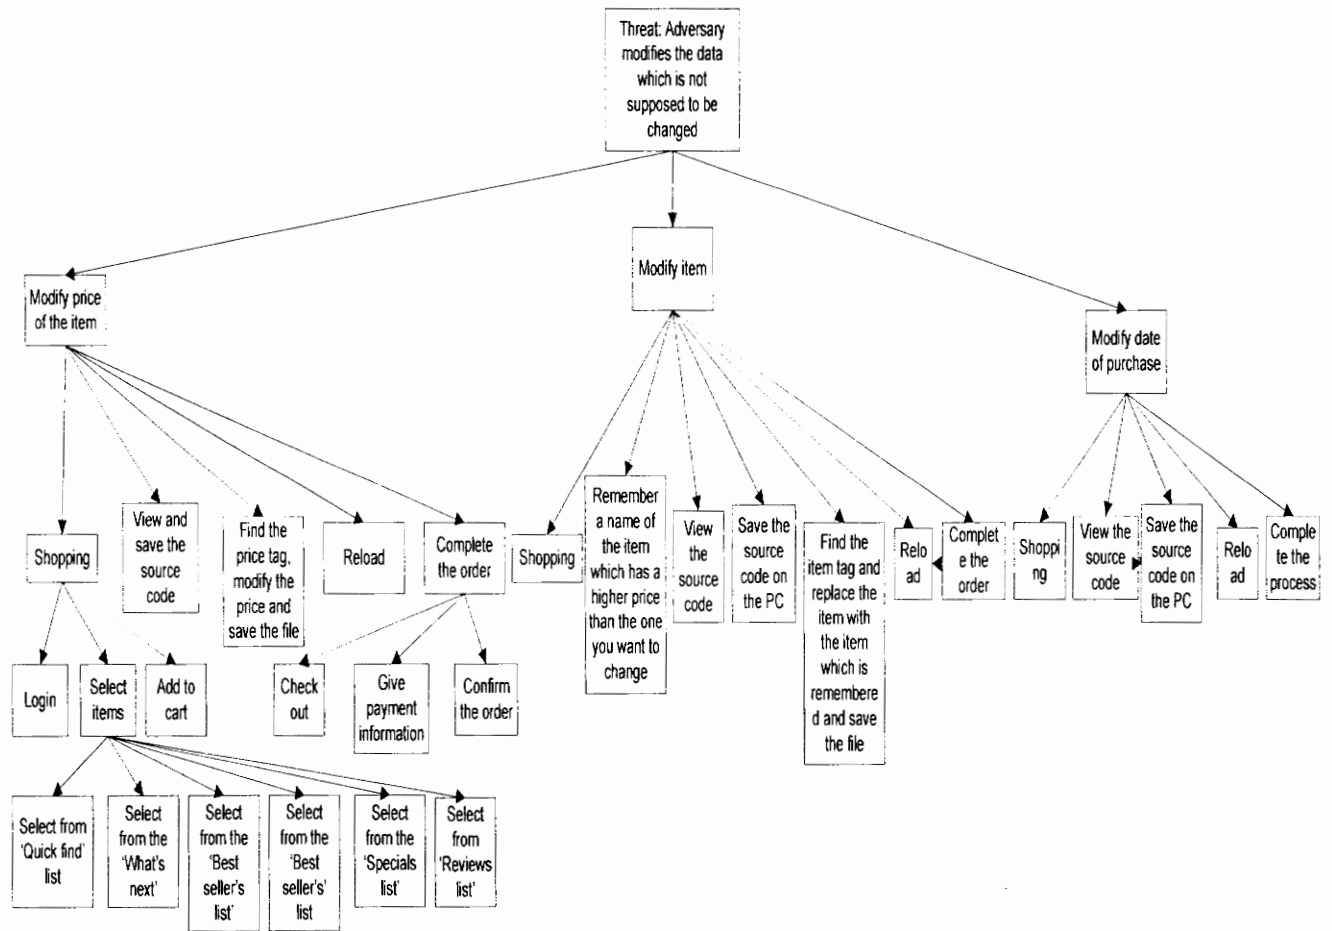 Threat: Adversary
modifies the data
which is not
supposed to be
changed
Modify item
Modify price
of the item
Modify date
of purchase
Shopping
View and
save the
source
code
Find the
price tag,
modify the
price and
save the file
Reload
Complete
the order
Shopping
Remember
a name of
the item
which has a
higher price
than the one
you want to
change
View
the
source
code
Save the
source
code on
the PC
Find the
item tag and
replace the
item with
the item
which is
remembere
d and save
the file
Relo
ad
Complet
e the
order
Shoppi
ng
View the
source
code
Save the
source
code on
the PC
Relo
ad
Comple
te the
process
Login
Select
items
Add to
cart
Check
out
Give
payment
information
Confirm
the order
Select from
'Quick find'
list
Select
from the
'What's
next'
Select
from the
'Best
seller's
list'
Select
from the
'Best
seller's'
list
Select
from the
'Specials
list'
Select
from
'Reviews
list'